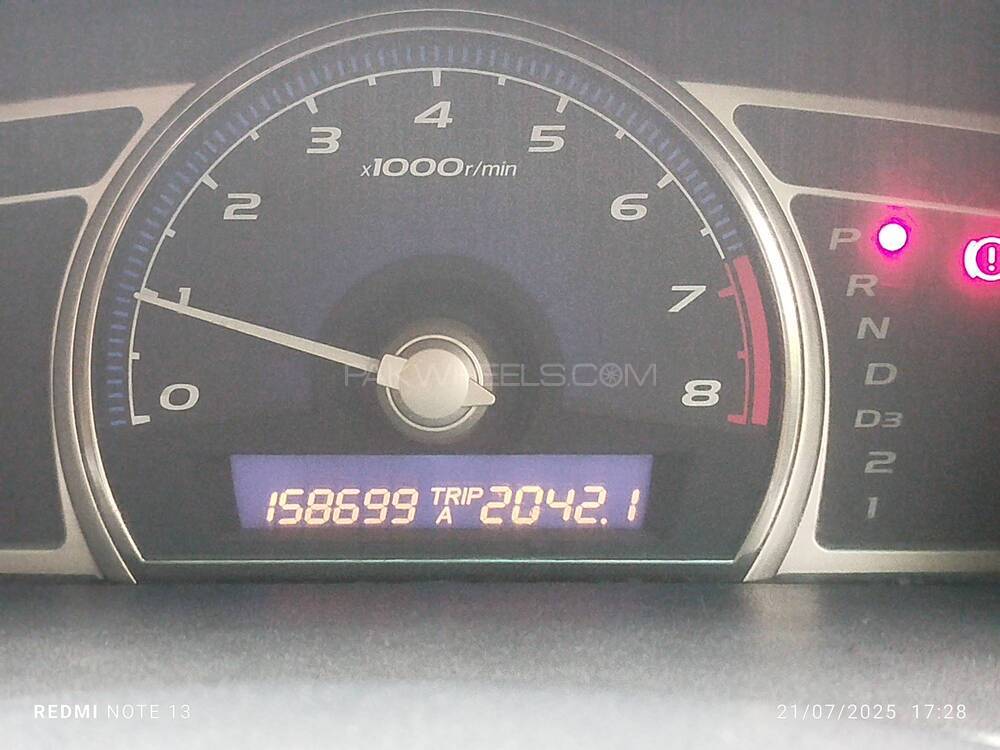 4
3 5
x1000r/min
2 6
1 7
0 8
P
R
N
D
D3
2
1
PAKWHEELS.COM
158699 TRIP A 2042.1
REDMI NOTE 13
21/07/2025 17:28